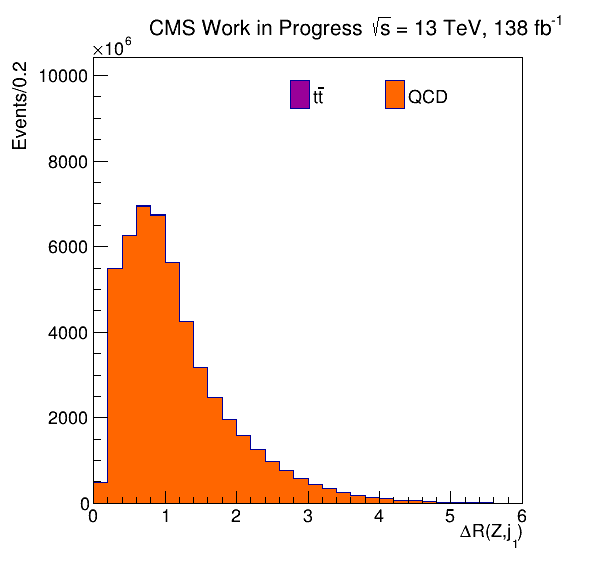 CMS Work in Progress √s = 13 TeV, 138 fb⁻¹
×10⁶
Events/0.2
10000
8000
6000
4000
2000
0
tt̄
QCD
0 1 2 3 4 5 6
ΔR(Z,j₁)